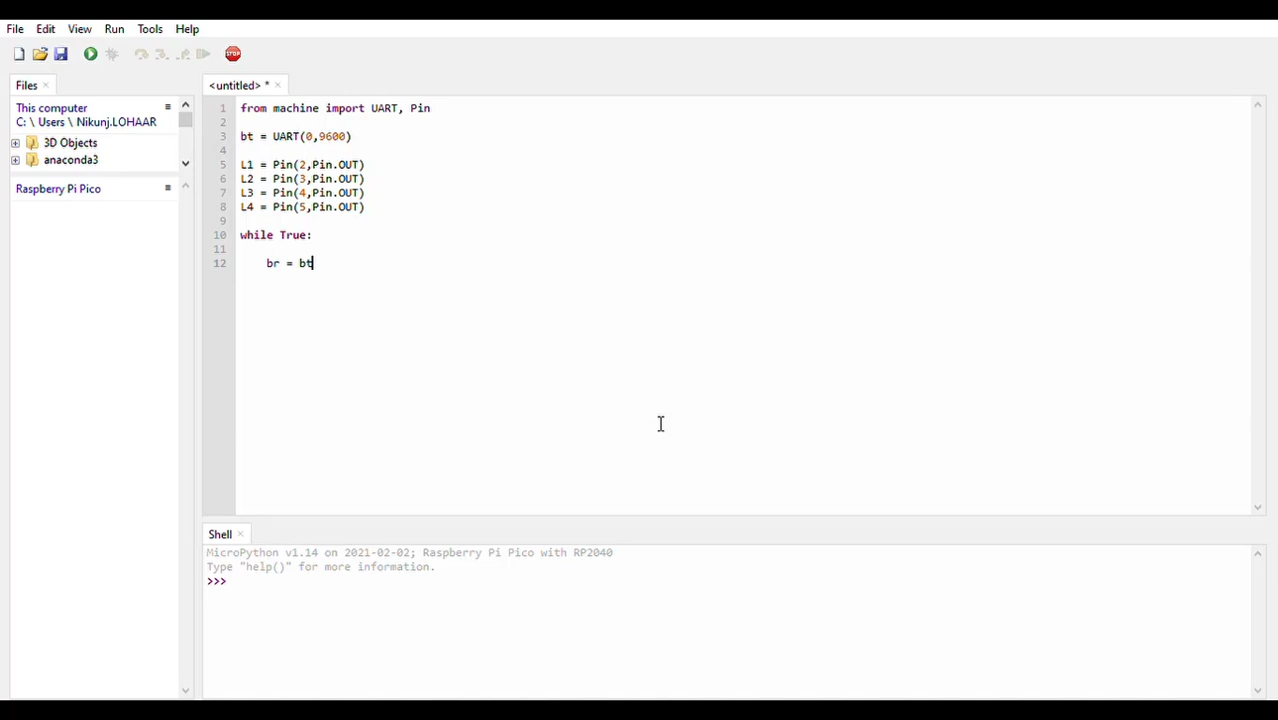 File Edit View Run Tools Help
STOP
Files
<untitled> *
This computer
C: \ Users \ Nikunj.LOHAAR
3D Objects
anaconda3
Raspberry Pi Pico
1 from machine import UART, Pin
2
3 bt = UART(0,9600)
4
5 L1 = Pin(2,Pin.OUT)
6 L2 = Pin(3,Pin.OUT)
7 L3 = Pin(4,Pin.OUT)
8 L4 = Pin(5,Pin.OUT)
9
10 while True:
11
12 br = bt
Shell
MicroPython v1.14 on 2021-02-02; Raspberry Pi Pico with RP2040
Type "help()" for more information.
>>>